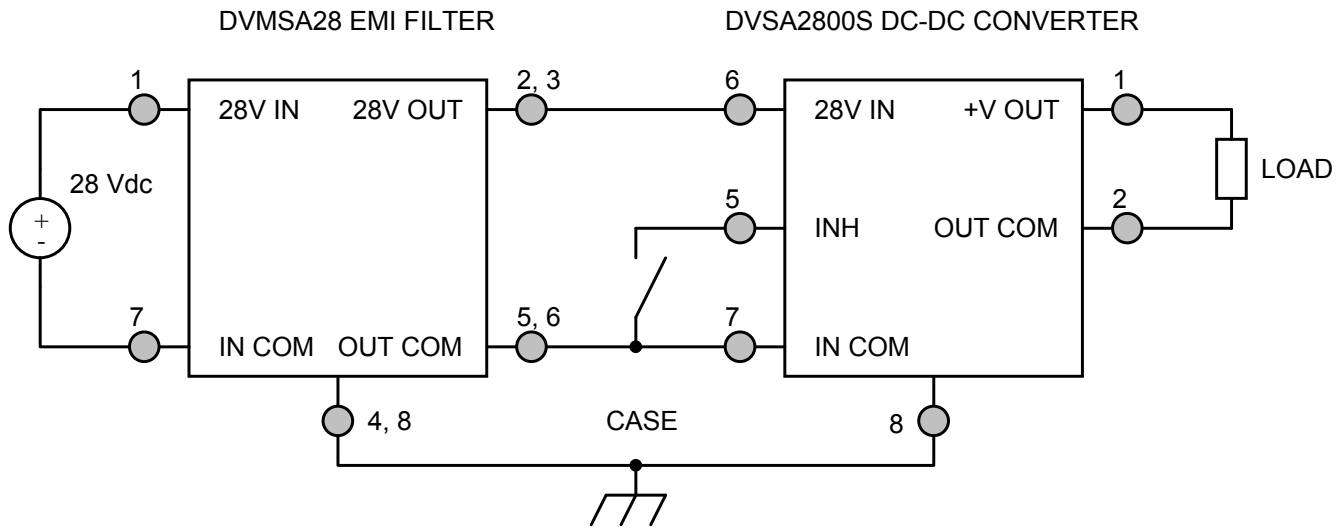 DVMSA28 EMI FILTER
DVSA2800S DC-DC CONVERTER
1
2, 3
6
1
28V IN
28V OUT
28V IN
+V OUT
28 Vdc
LOAD
+
-
5
2
INH
OUT COM
7
5, 6
7
IN COM
OUT COM
IN COM
4, 8
CASE
8